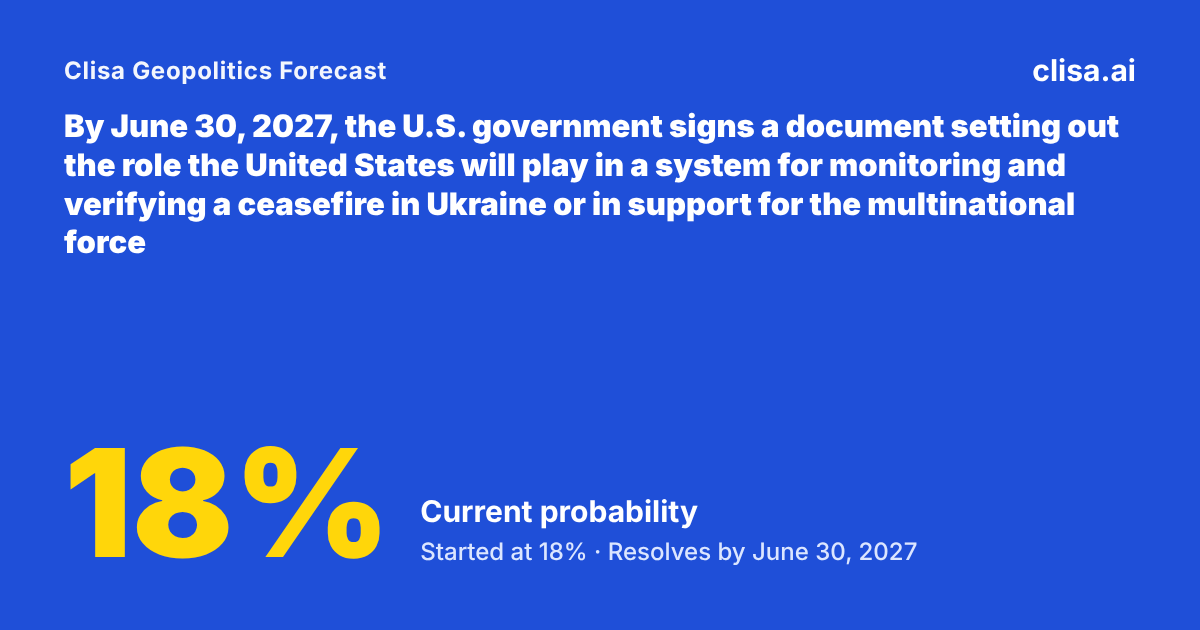 Clisa Geopolitics Forecast
clisa.ai
By June 30, 2027, the U.S. government signs a document setting out
the role the United States will play in a system for monitoring and
verifying a ceasefire in Ukraine or in support for the multinational
force
18%
Current probability
Started at 18% · Resolves by June 30, 2027